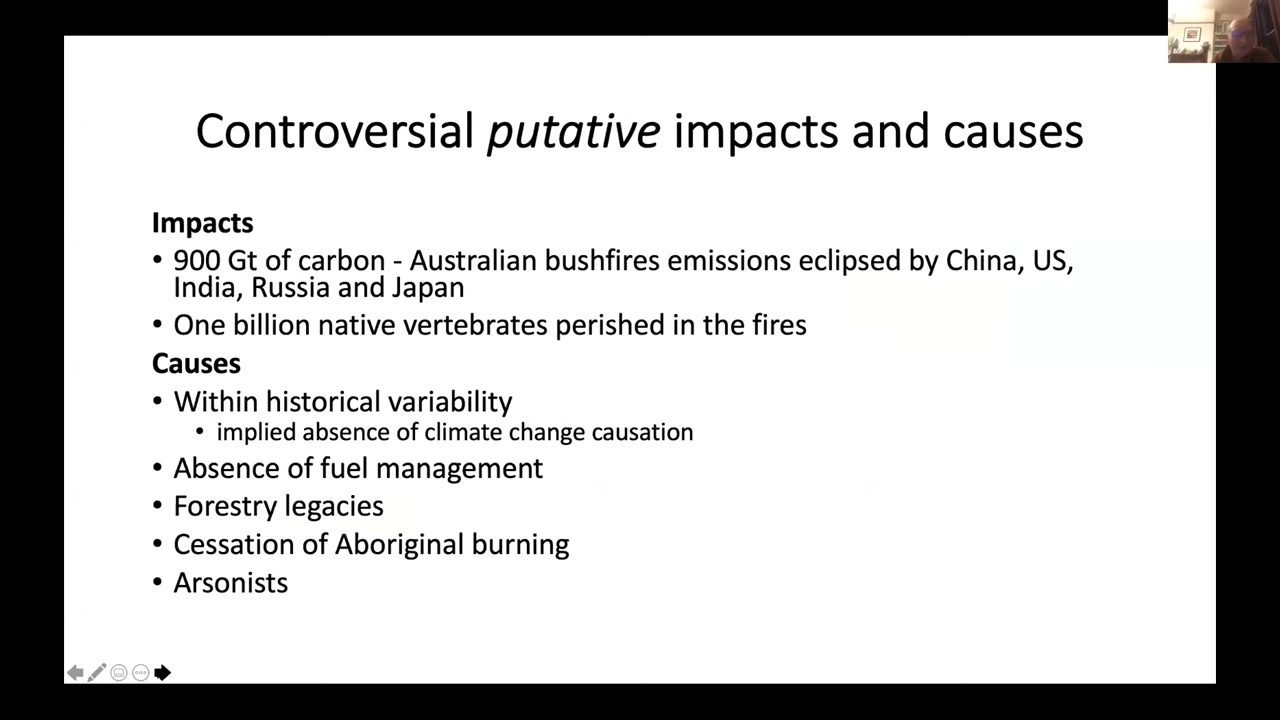 Controversial putative impacts and causes
Impacts
• 900 Gt of carbon - Australian bushfires emissions eclipsed by China, US,
India, Russia and Japan
• One billion native vertebrates perished in the fires
Causes
• Within historical variability
• implied absence of climate change causation
• Absence of fuel management
• Forestry legacies
• Cessation of Aboriginal burning
• Arsonists